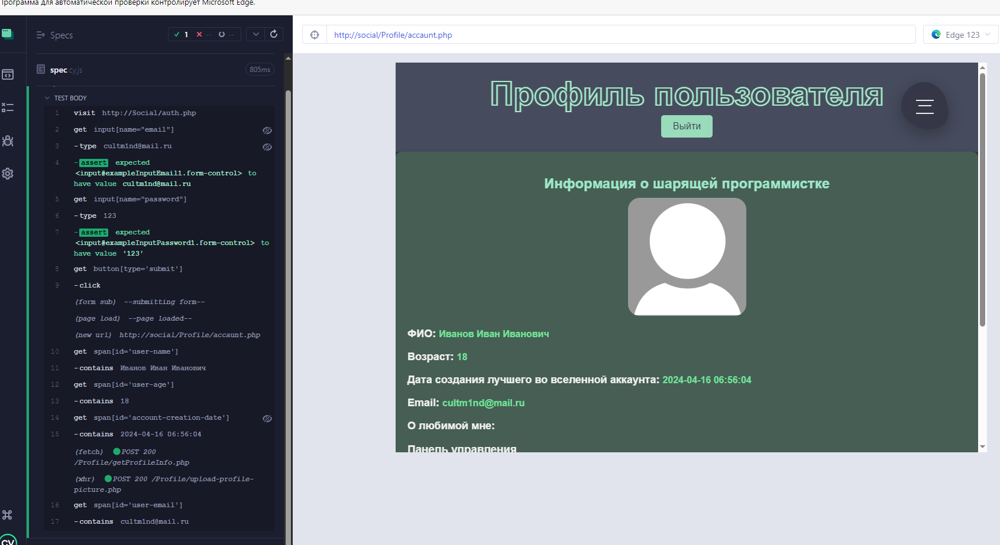 Программа для автоматической проверки контролирует Microsoft Edge.
Specs
1
--
--
http://social/Profile/accaunt.php
Edge 123
spec.cy.js
805ms
TEST BODY
1 visit http://Social/auth.php
2 get input[name="email"]
3 -type cultm1nd@mail.ru
4 -assert expected
<input#exampleInputEmail1.form-control> to
have value cultm1nd@mail.ru
5 get input[name="password"]
6 -type 123
7 -assert expected
<input#exampleInputPassword1.form-control> to
have value '123'
8 get button[type='submit']
9 -click
(form sub) --submitting form--
(page load) --page loaded--
(new url) http://social/Profile/accaunt.php
10 get span[id='user-name']
11 -contains Иванов Иван Иванович
12 get span[id='user-age']
13 -contains 18
14 get span[id='account-creation-date']
15 -contains 2024-04-16 06:56:04
(fetch) POST 200
/Profile/getProfileInfo.php
(xhr) POST 200 /Profile/upload-profile-
picture.php
16 get span[id='user-email']
17 -contains cultm1nd@mail.ru
cy
Профиль пользователя
Выйти
Информация о шарящей программистке
ФИО: Иванов Иван Иванович
Возраст: 18
Дата создания лучшего во вселенной аккаунта: 2024-04-16 06:56:04
Email: cultm1nd@mail.ru
О любимой мне:
Панель управления